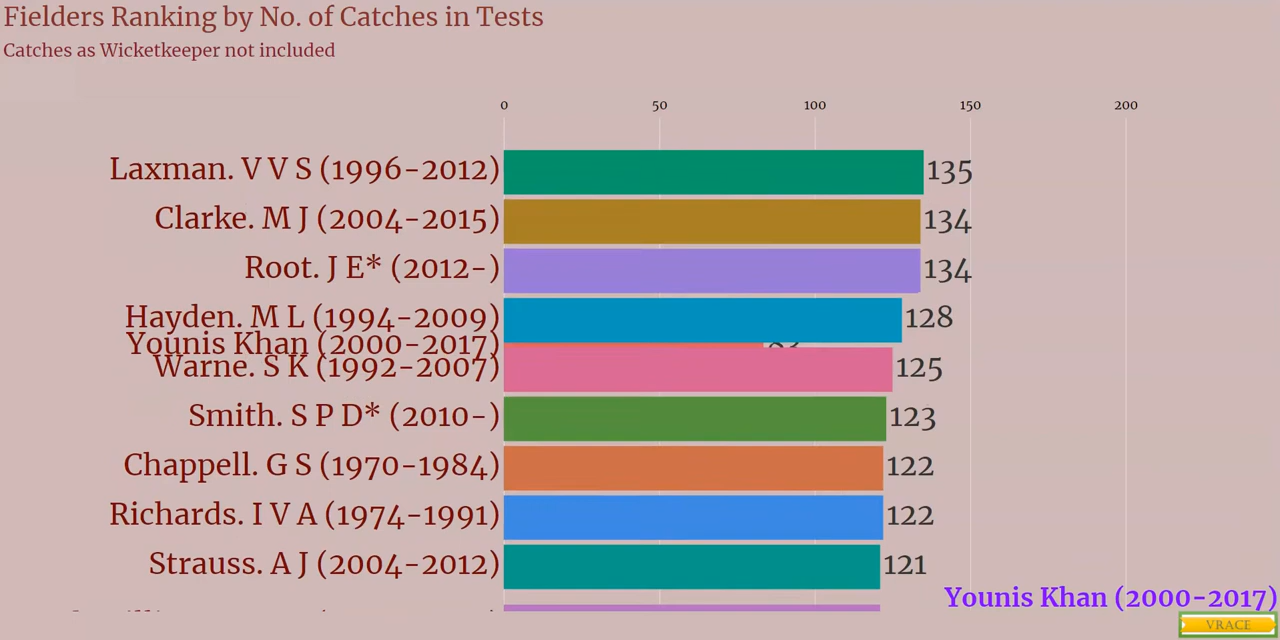 Fielders Ranking by No. of Catches in Tests
Catches as Wicketkeeper not included
0 50 100 150 200
Laxman. V V S (1996-2012) 135
Clarke. M J (2004-2015) 134
Root. J E* (2012-) 134
Hayden. M L (1994-2009) 128
Younis Khan (2000-2017)
Warne. S K (1992-2007) 125
Smith. S P D* (2010-) 123
Chappell. G S (1970-1984) 122
Richards. I V A (1974-1991) 122
Strauss. A J (2004-2012) 121
Younis Khan (2000-2017)
VRACE